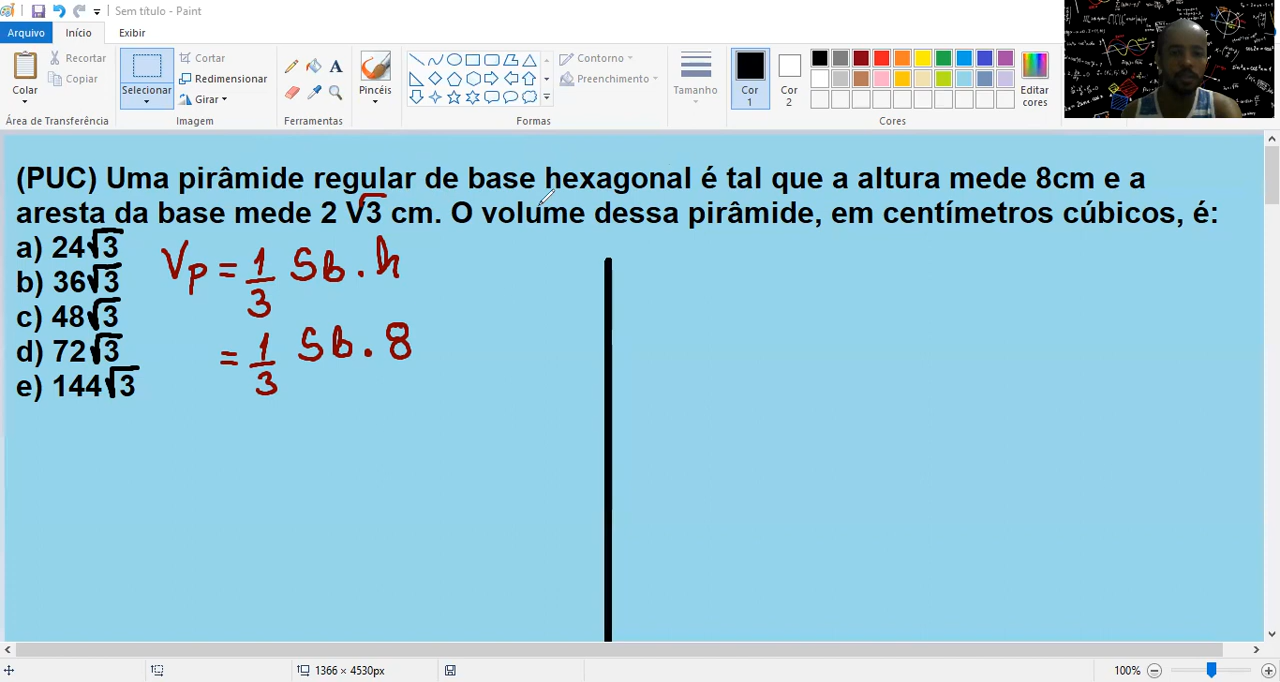 Sem título - Paint
Arquivo Início Exibir
Colar
Recortar
Copiar
Área de Transferência
Selecionar
Cortar
Redimensionar
Girar
Imagem
A
Ferramentas
Pincéis
Contorno
Preenchimento
Formas
Tamanho
Cor 1
Cor 2
Editar cores
Cores
(PUC) Uma pirâmide regular de base hexagonal é tal que a altura mede 8cm e a
aresta da base mede 2 √3 cm. O volume dessa pirâmide, em centímetros cúbicos, é:
a) 24√3
b) 36√3
c) 48√3
d) 72√3
e) 144√3
Vp = 1/3 Sb . h
= 1/3 Sb . 8
1366 × 4530px
100%